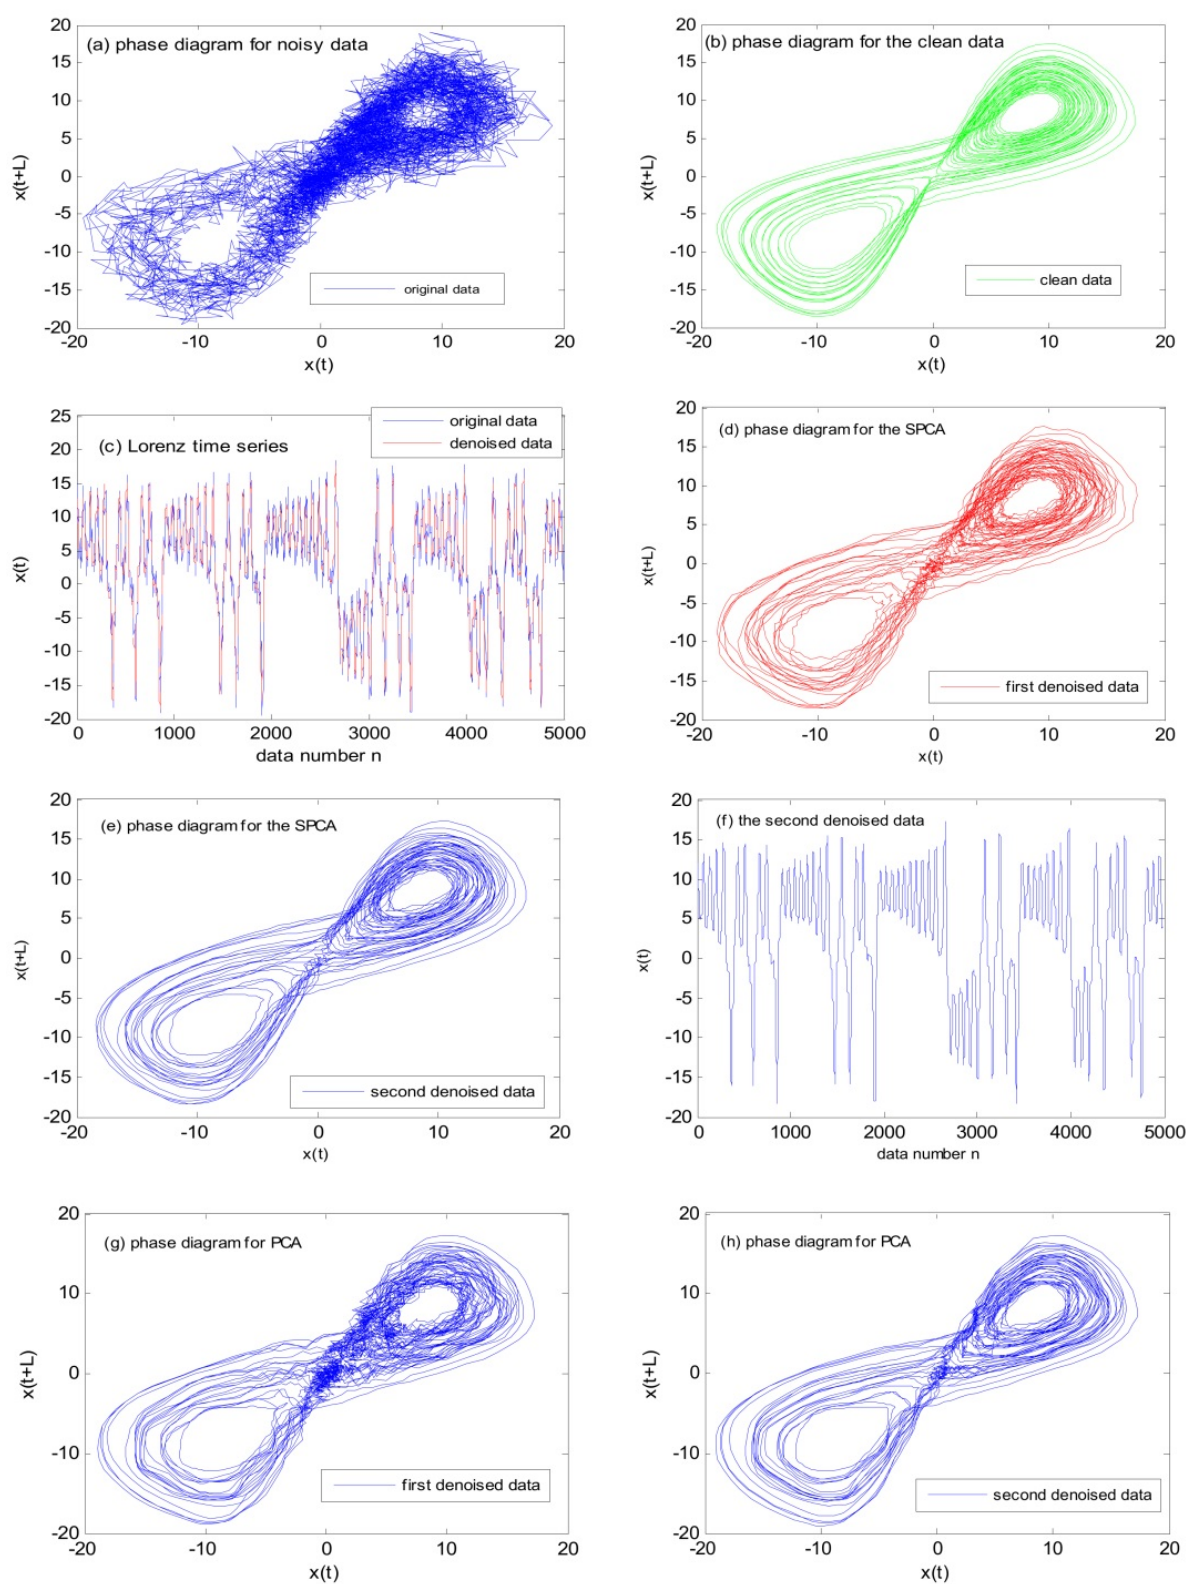 (a) phase diagram for noisy data
20
15
10
5
0
-5
-10
-15
-20
x(t+L)
original data
-20 -10 0 10 20
x(t)
(b) phase diagram for the clean data
20
15
10
5
0
-5
-10
-15
-20
x(t+L)
clean data
-20 -10 0 10 20
x(t)
(c) Lorenz time series
original data
denoised data
25
20
15
10
5
0
-5
-10
-15
-20
x(t)
0 1000 2000 3000 4000 5000
data number n
(d) phase diagram for the SPCA
20
15
10
5
0
-5
-10
-15
-20
x(t+L)
first denoised data
-20 -10 0 10 20
x(t)
(e) phase diagram for the SPCA
20
15
10
5
0
-5
-10
-15
-20
x(t+L)
second denoised data
-20 -10 0 10 20
x(t)
(f) the second denoised data
20
15
10
5
0
-5
-10
-15
-20
x(t)
0 1000 2000 3000 4000 5000
data number n
(g) phase diagram for PCA
20
10
0
-10
-20
x(t+L)
first denoised data
-20 -10 0 10 20
x(t)
(h) phase diagram for PCA
20
10
0
-10
-20
x(t+L)
second denoised data
-20 -10 0 10 20
x(t)